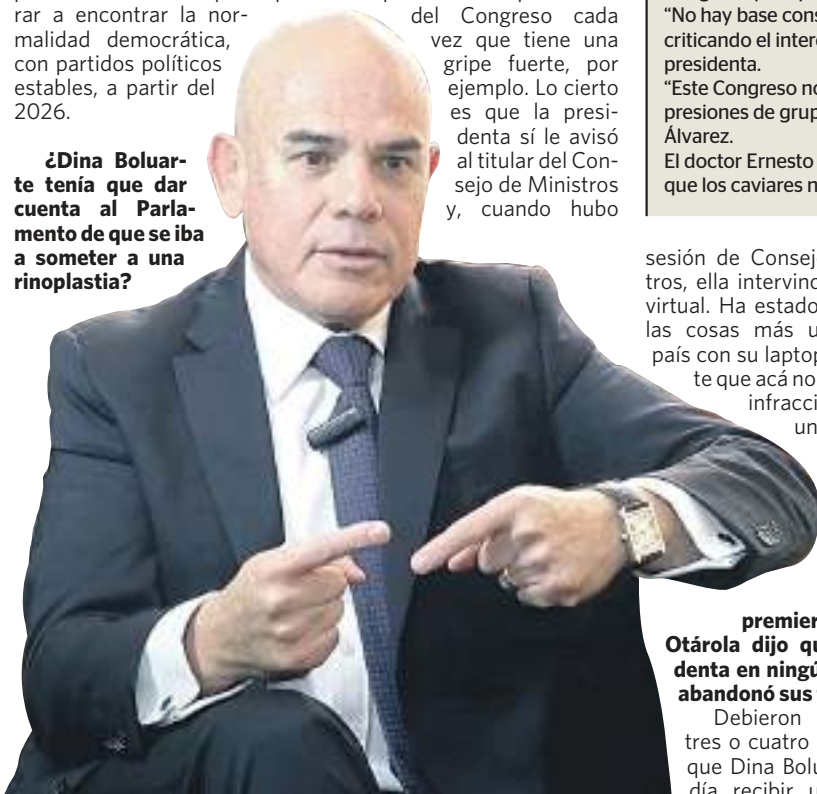 rar a encontrar la nor-
malidad democrática,
con partidos políticos
estables, a partir del
2026.
¿Dina Boluar-
te tenía que dar
cuenta al Parla-
mento de que se iba
a someter a una
rinoplastia?
del Congreso cada
vez que tiene una
gripe fuerte, por
ejemplo. Lo cierto
es que la presi-
denta sí le avisó
al titular del Con-
sejo de Ministros
y, cuando hubo
“No hay base cons
criticando el inter
presidenta.
“Este Congreso no
presiones de grup
Álvarez.
El doctor Ernesto
que los caviares n
sesión de Consej
tros, ella intervino
virtual. Ha estado
las cosas más u
país con su laptop
te que acá no
infracci
un
premier
Otárola dijo qu
denta en ningú
abandonó sus
Debieron
tres o cuatro
que Dina Bolu
día recibir u